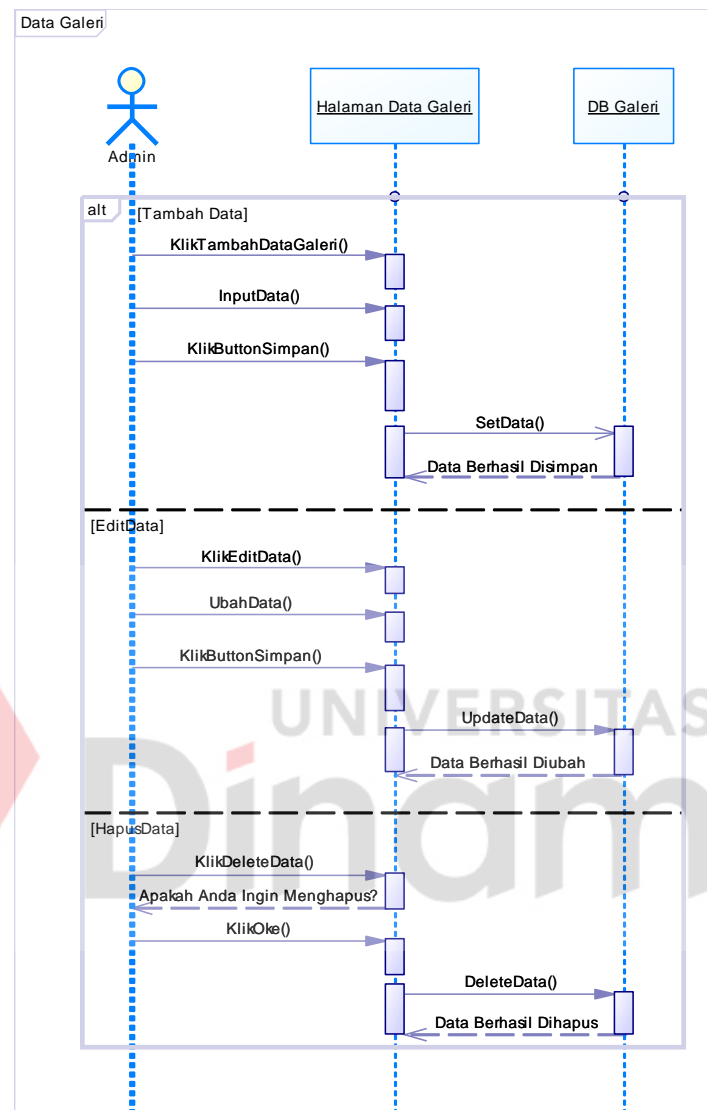 Data Galeri
Admin
Halaman Data Galeri
DB Galeri
alt
[Tambah Data]
KlikTambahDataGaleri()
InputData()
KlikButtonSimpan()
SetData()
Data Berhasil Disimpan
[EditData]
KlikEditData()
UbahData()
KlikButtonSimpan()
UNIVERSITAS
UpdateData()
Data Berhasil Diubah
Dinam
[HapusData]
KlikDeleteData()
Apakah Anda Ingin Menghapus?
KlikOke()
DeleteData()
Data Berhasil Dihapus